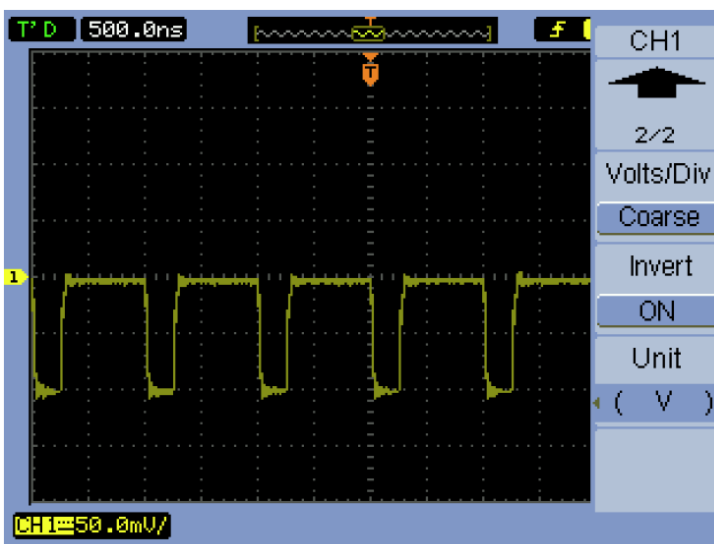 T'D 500.0ns
T
CH1
2/2
Volts/Div
Coarse
1
Invert
ON
Unit
( V )
CH1 50.0mV/